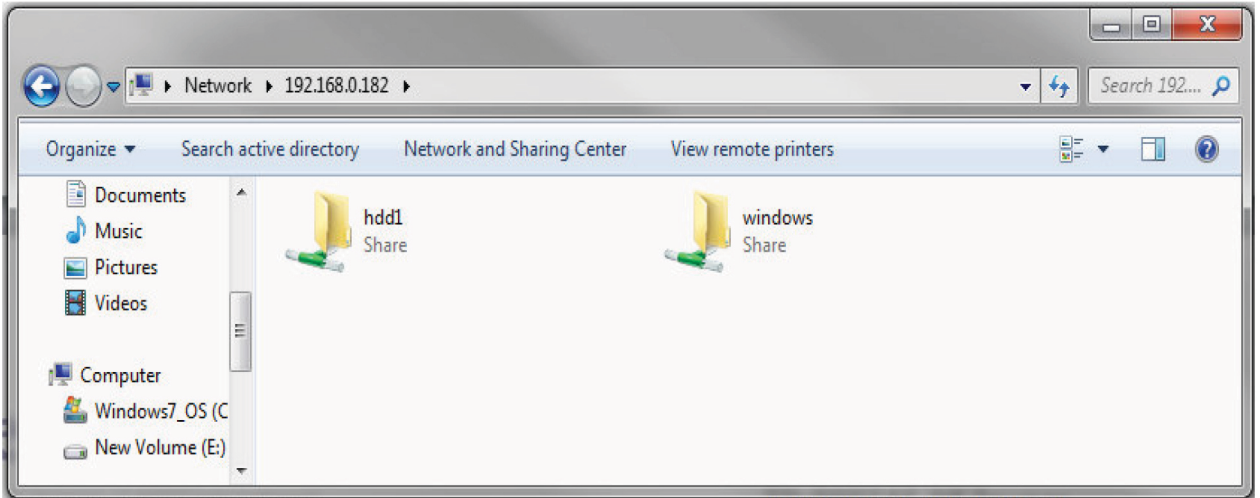 Network 192.168.0.182
Search 192....
Organize Search active directory Network and Sharing Center View remote printers
Documents
Music
Pictures
Videos
Computer
Windows7_OS (C
New Volume (E:)
hdd1
Share
windows
Share